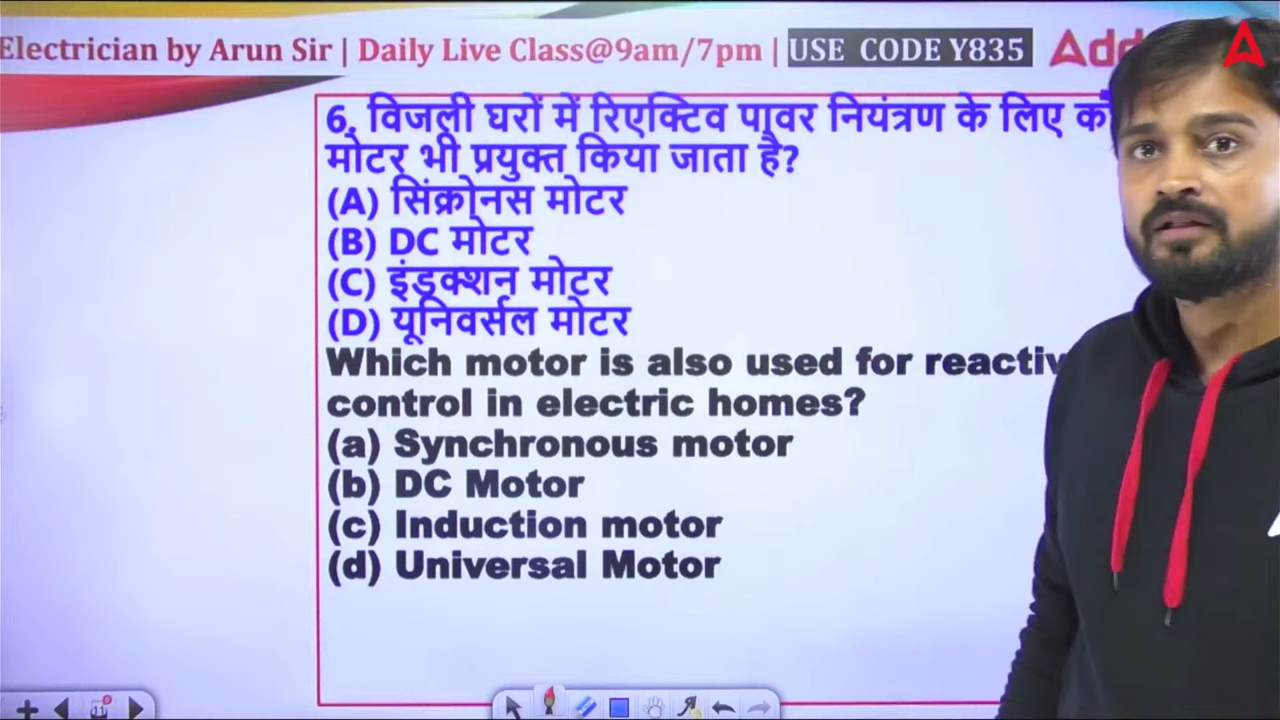 Electrician by Arun Sir | Daily Live Class@9am/7pm | USE CODE Y835
6. विजली घरों में रिएक्टिव पावर नियंत्रण के लिए
मोटर भी प्रयुक्त किया जाता है?
(A) सिंक्रोनस मोटर
(B) DC मोटर
(C) इंडक्शन मोटर
(D) यूनिवर्सल मोटर
Which motor is also used for
control in electric homes?
(a) Synchronous motor
(b) DC Motor
(c) Induction motor
(d) Universal Motor
11